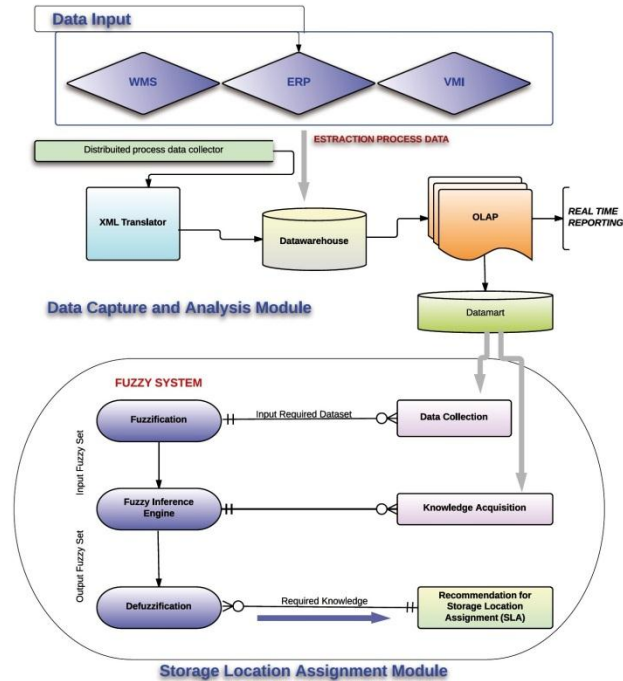 Data Input
WMS
ERP
VMI
ESTRACTION PROCESS DATA
Distribuited process data collector
XML Translator
Datawarehouse
OLAP
REAL TIME
REPORTING
Data Capture and Analysis Module
Datamart
FUZZY SYSTEM
Fuzzification
Input Required Dataset
Data Collection
Input Fuzzy Set
Fuzzy Inference
Engine
Knowledge Acquisition
Output Fuzzy Set
Defuzzification
Required Knowledge
Recommendation for
Storage Location
Assignment (SLA)
Storage Location Assignment Module